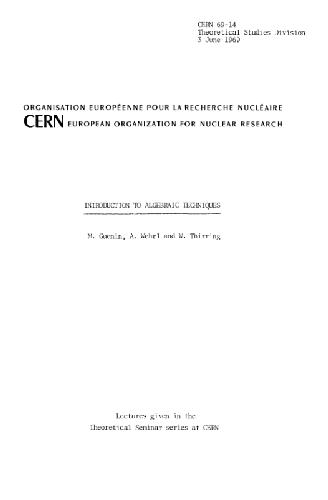 CERN 69-14
Theoretical Studies Division
3 June 1969
ORGANISATION EUROPÉENNE POUR LA RECHERCHE NUCLÉAIRE
CERN EUROPEAN ORGANIZATION FOR NUCLEAR RESEARCH
INTRODUCTION TO ALGEBRAIC TECHNIQUES
M. Guenin, A. Wehrl and W. Thirring
Lectures given in the
Theoretical Seminar series at CERN